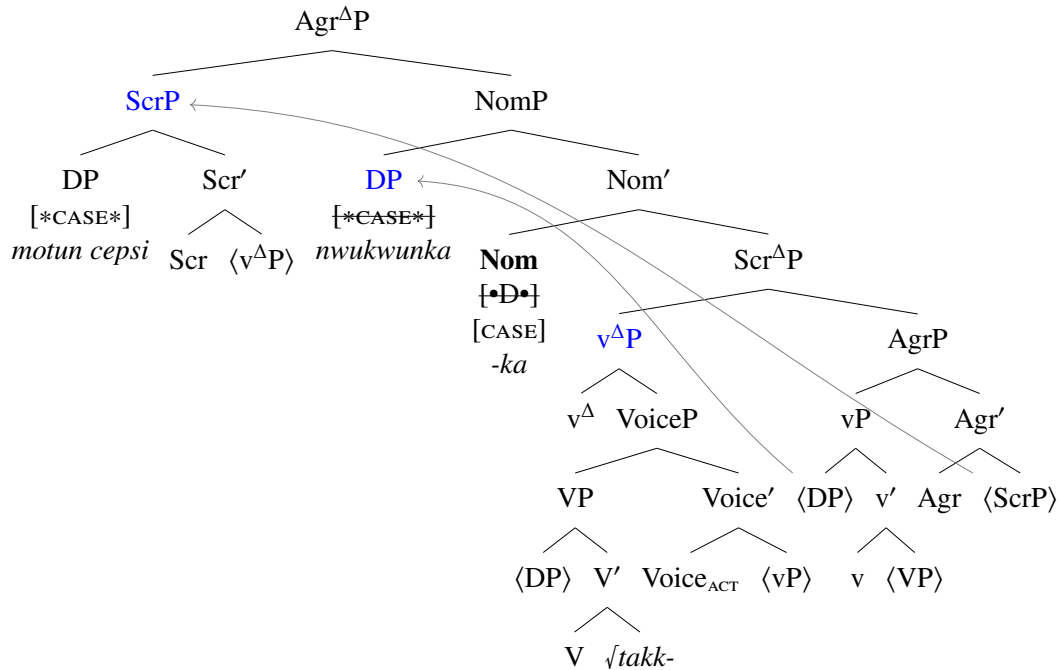 Agr^ΔP
ScrP NomP
DP Scr′ DP Nom′
[∗CASE∗] [∗CASE∗]
motun cepsi Scr ⟨v^ΔP⟩ nwukwunka Nom Scr^ΔP
[•D•]
[CASE] v^ΔP AgrP
-ka
v^Δ VoiceP vP Agr′
VP Voice′ ⟨DP⟩ v′ Agr ⟨ScrP⟩
⟨DP⟩ V′ Voice_ACT ⟨vP⟩ v ⟨VP⟩
V √takk-